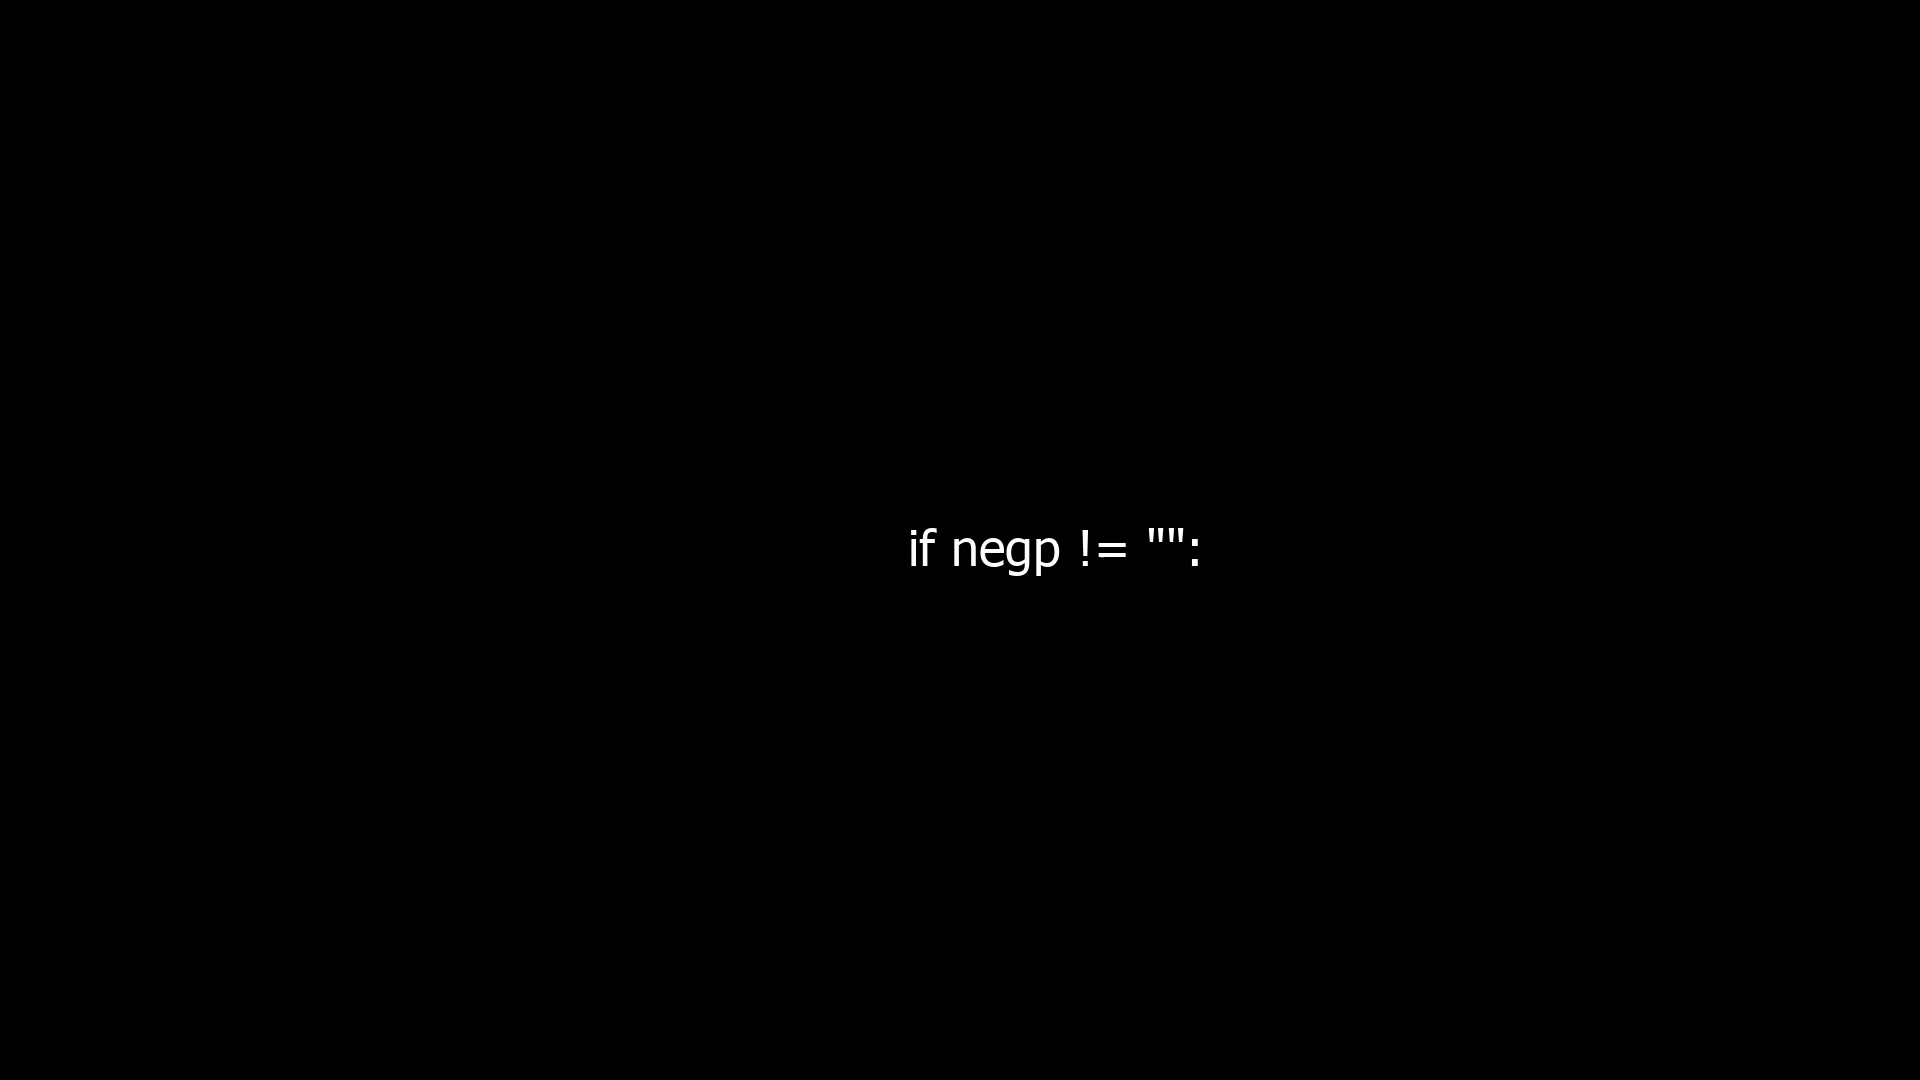 if negp != "":